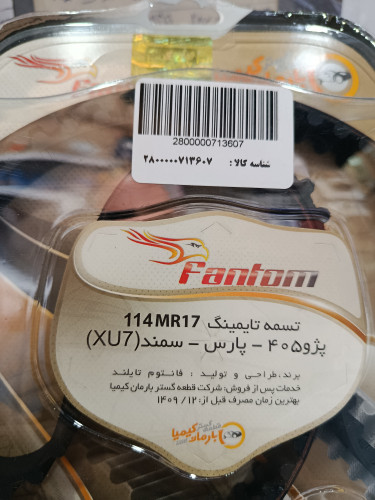 Fantom
2800000713607
شناسه کالا : ۲۸۰۰۰۰۰۷۱۳۶۰۷
Fantom
تسمه تایمینگ 114MR17
پژو۴۰۵ - پارس - سمند(XU7)
برند، طراحی و تولید : فانتوم تایلند
خدمات پس از فروش: شرکت قطعه گستر بارمان کیمیا
بهترین زمان مصرف قبل از: ۱۴۰۹/۱۲
بارمان کیمیا